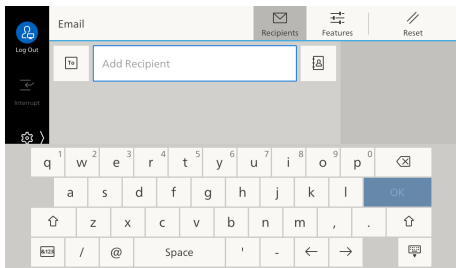 Email
Recipients
Features
Reset
Log Out
To
Add Recipient
Interrupt
q 1 w 2 e 3 r 4 t 5 y 6 u 7 i 8 o 9 p 0
a s d f g h j k l OK
z x c v b n m , .
&123 / @ Space ' - ← →